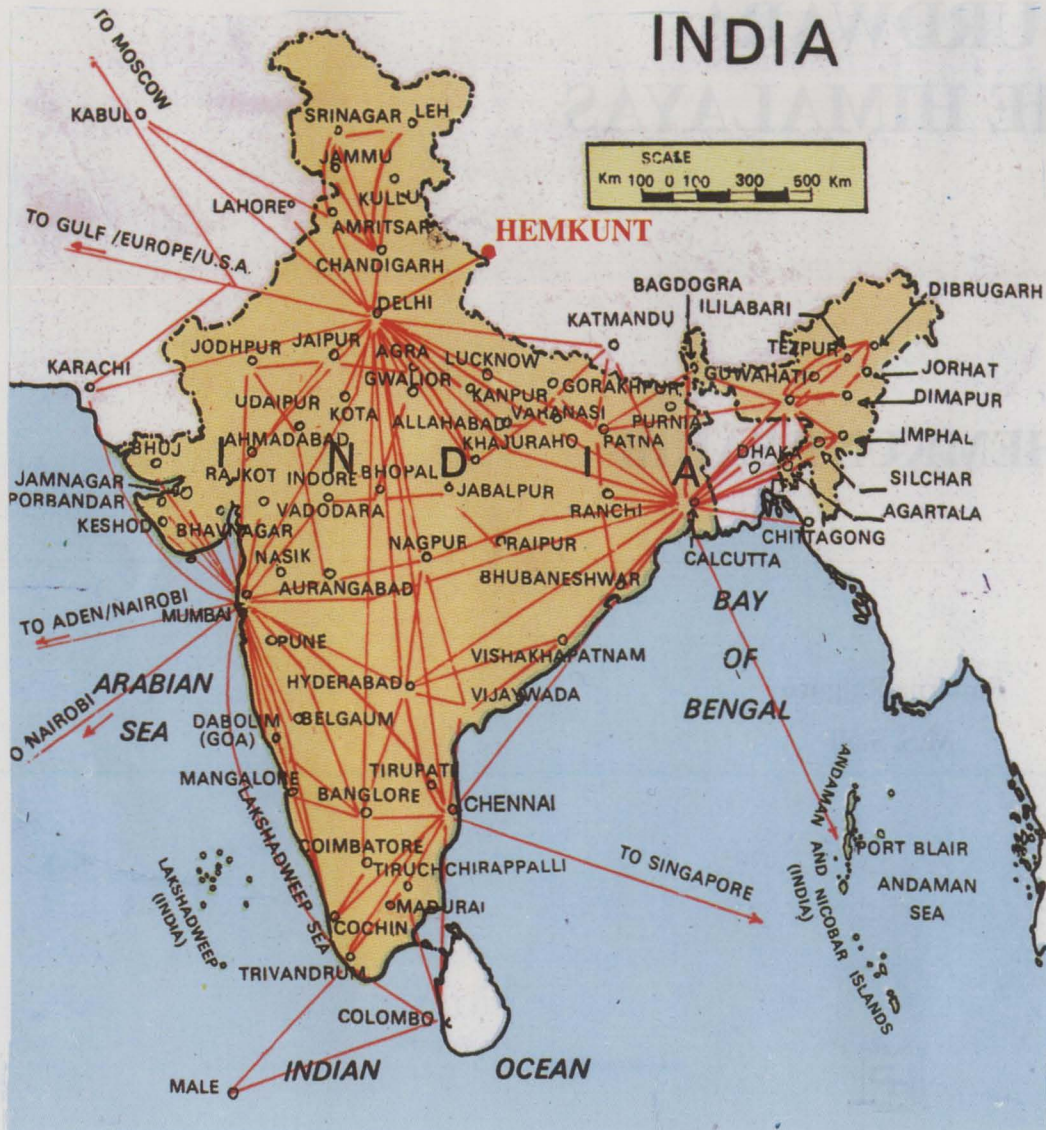 INDIA
TO MOSCOW
KABUL
SRINAGAR
LEH
JAMMU
SCALE
Km 100 0 100 300 500 Km
KULLU
LAHORE
AMRITSAR
TO GULF /EUROPE/U.S.A.
HEMKUNT
CHANDIGARH
BAGDOGRA
DELHI
ILILABARI
DIBRUGARH
KATMANDU
JODHPUR
JAIPUR
AGRA
LUCKNOW
TEZPUR
KARACHI
GWALIOR
KANPUR
GORAKHPUR
GUWAHATI
JORHAT
UDAIPUR
KOTA
ALLAHABAD
VARANASI
PURNIA
DIMAPUR
AHMADABAD
KHAJURAHO
PATNA
IMPHAL
BHUJ
I N D I A
DHAKA
JAMNAGAR
RAJKOT
INDORE
BHOPAL
JABALPUR
SILCHAR
PORBANDAR
VADODARA
RANCHI
AGARTALA
KESHOD
BHAVNAGAR
CHITTAGONG
NASIK
NAGPUR
RAIPUR
CALCUTTA
AURANGABAD
BHUBANESHWAR
TO ADEN/NAIROBI
MUMBAI
BAY
PUNE
VISHAKHAPATNAM
OF
ARABIAN
HYDERABAD
VIJAYWADA
BENGAL
SEA
DABOLIM
(GOA)
BELGAUM
O NAIROBI
MANGALORE
TIRUPATI
BANGLORE
CHENNAI
LAKSHADWEEP SEA
COIMBATORE
TIRUCHCHIRAPPALLI
TO SINGAPORE
PORT BLAIR
LAKSHADWEEP
(INDIA)
MADURAI
ANDAMAN
SEA
ANDAMAN AND NICOBAR ISLANDS
(INDIA)
COCHIN
TRIVANDRUM
COLOMBO
INDIAN
OCEAN
MALE